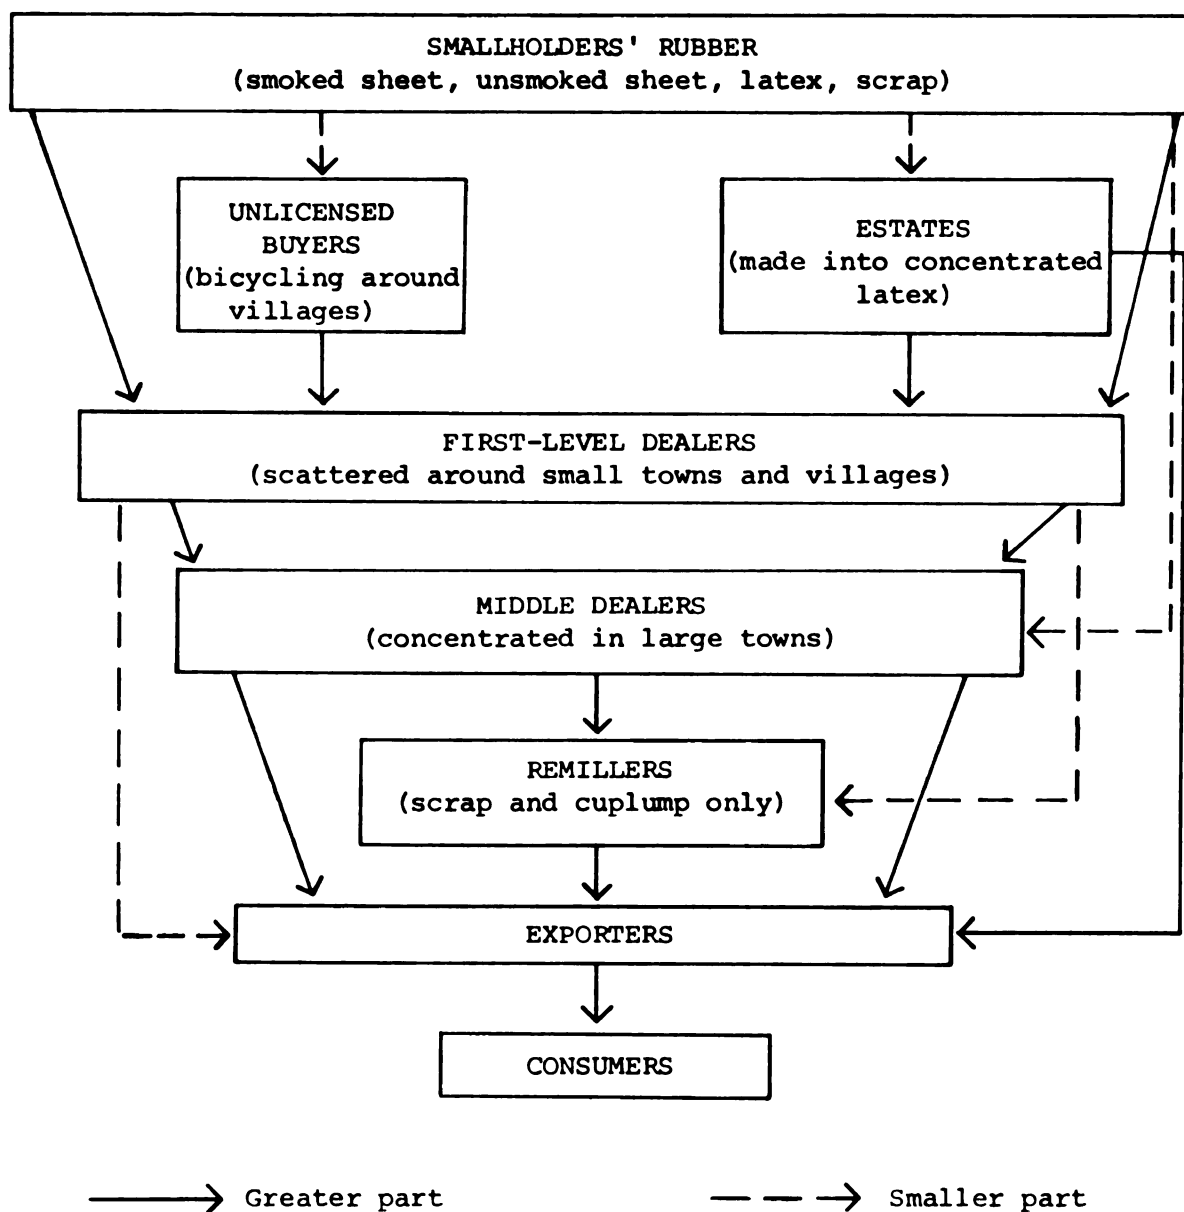 SMALLHOLDERS' RUBBER
(smoked sheet, unsmoked sheet, latex, scrap)
UNLICENSED
BUYERS
(bicycling around
villages)
ESTATES
(made into concentrated
latex)
FIRST-LEVEL DEALERS
(scattered around small towns and villages)
MIDDLE DEALERS
(concentrated in large towns)
REMILLERS
(scrap and cuplump only)
EXPORTERS
CONSUMERS
Greater part
Smaller part